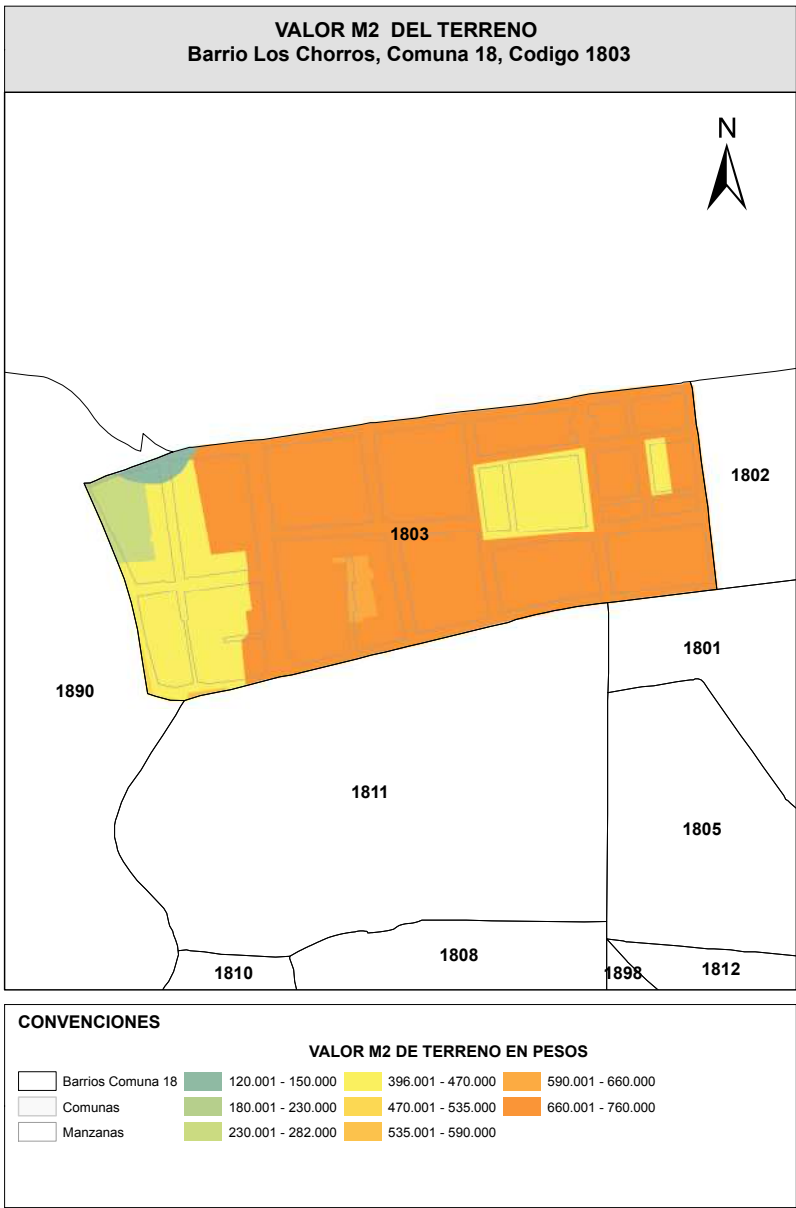 VALOR M2 DEL TERRENO
Barrio Los Chorros, Comuna 18, Codigo 1803
N
1802
1803
1801
1890
1811
1805
1808
1810
1898
1812
CONVENCIONES
VALOR M2 DE TERRENO EN PESOS
Barrios Comuna 18 120.001 - 150.000 396.001 - 470.000 590.001 - 660.000
Comunas 180.001 - 230.000 470.001 - 535.000 660.001 - 760.000
Manzanas 230.001 - 282.000 535.001 - 590.000